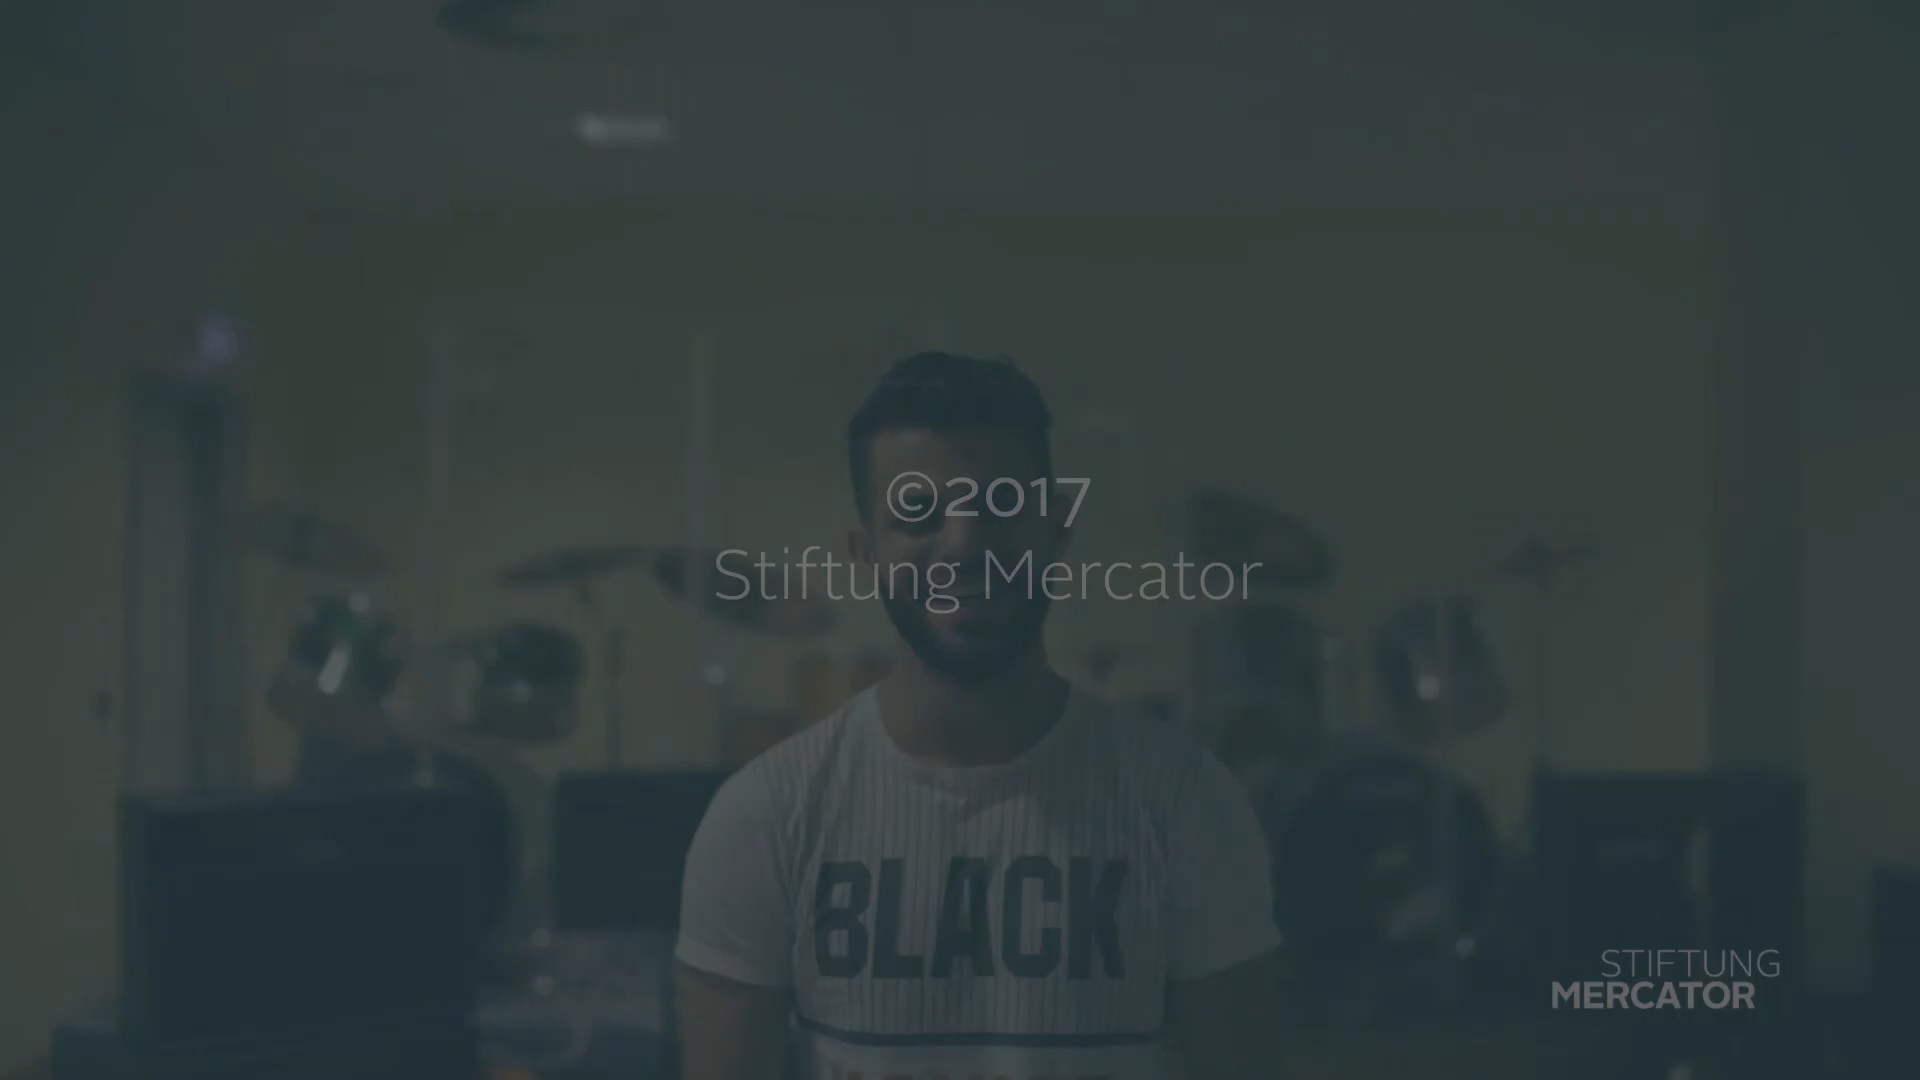 ©2017
Stiftung Mercator
BLACK
STIFTUNG
MERCATOR